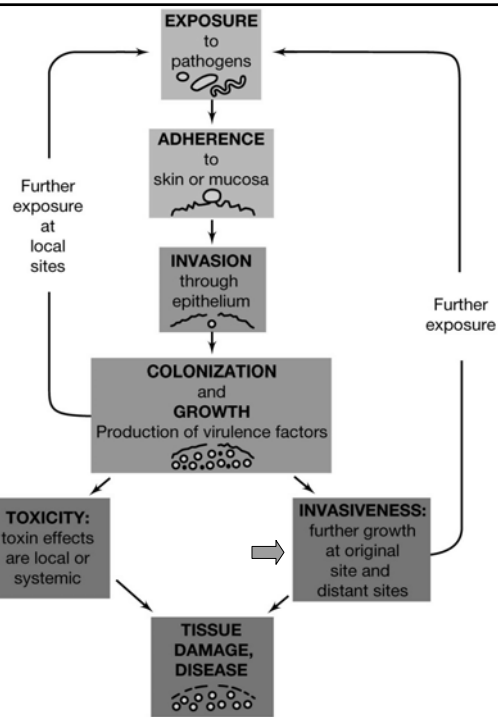 EXPOSURE
to
pathogens
ADHERENCE
to
skin or mucosa
Further
exposure
at
local
sites
INVASION
through
epithelium
Further
exposure
COLONIZATION
and
GROWTH
Production of virulence factors
TOXICITY:
toxin effects
are local or
systemic
INVASIVENESS:
further growth
at original
site and
distant sites
TISSUE
DAMAGE,
DISEASE